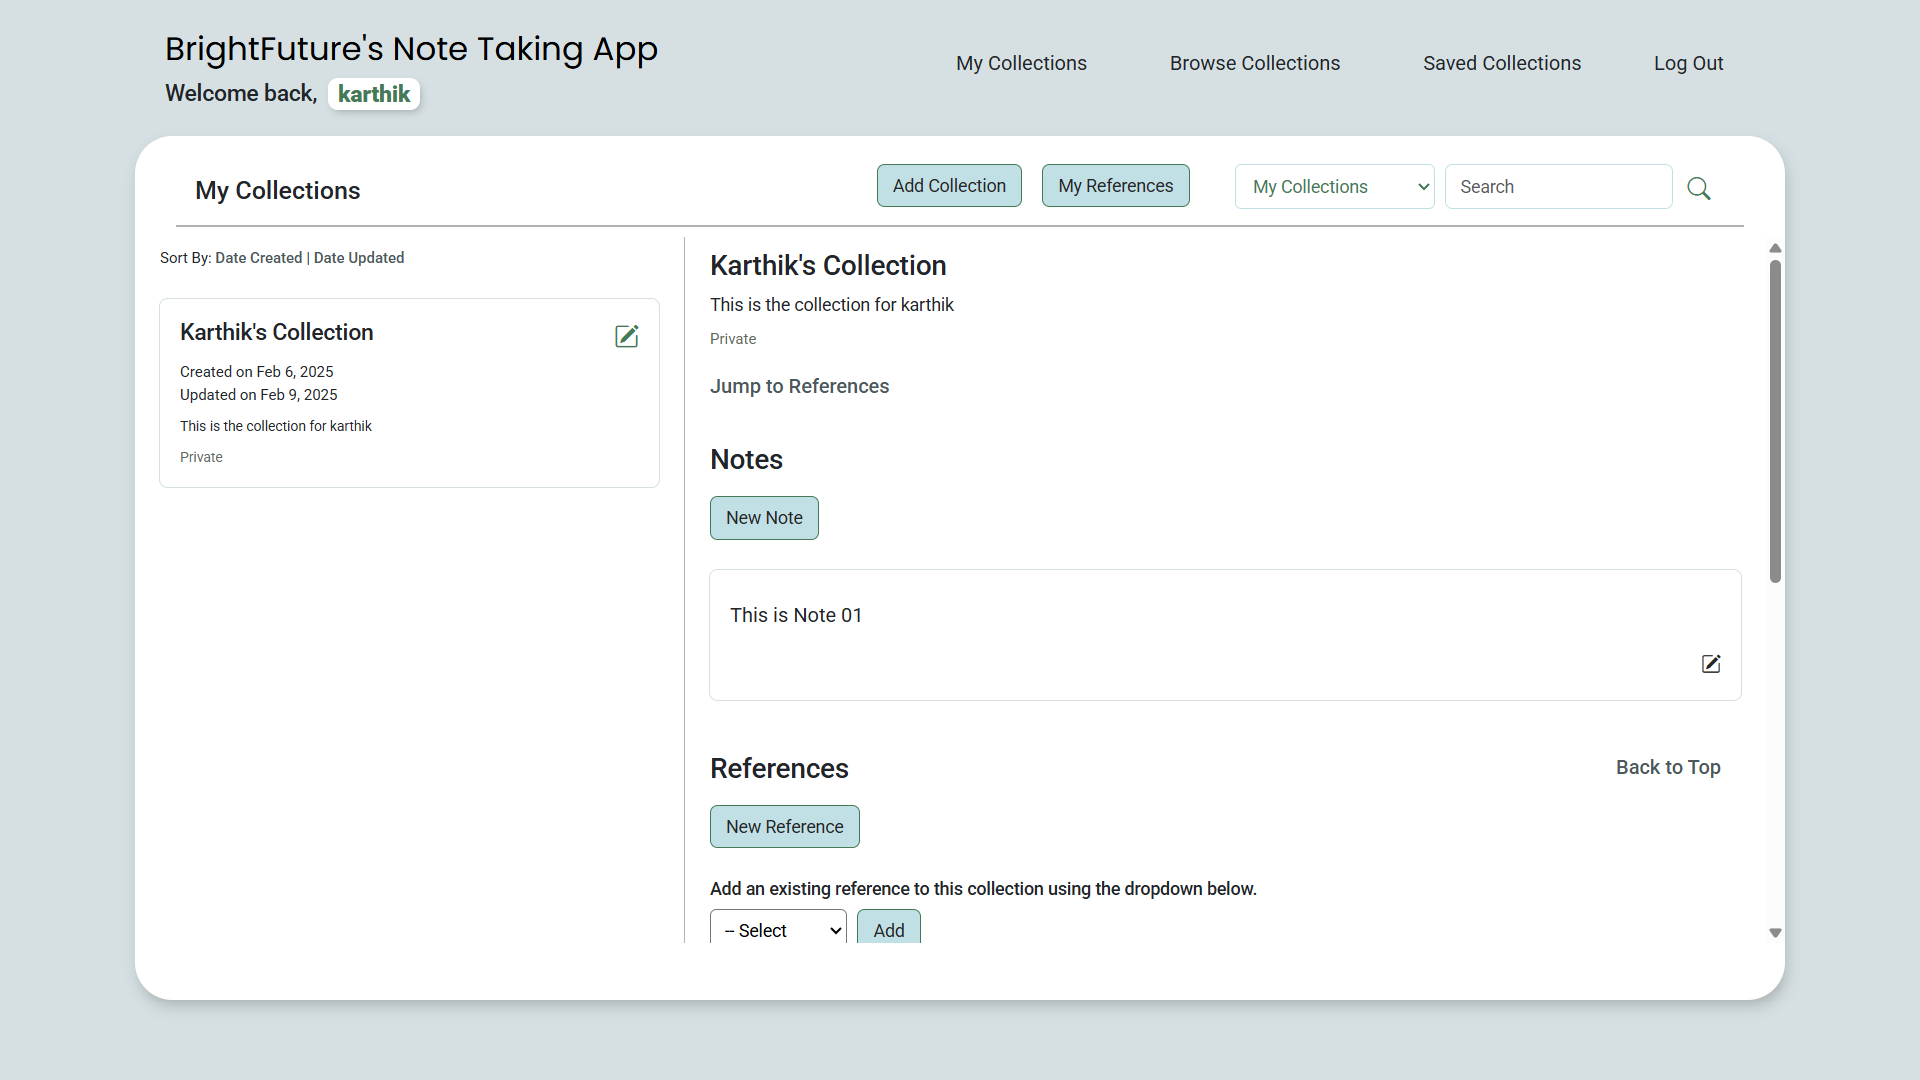 BrightFuture's Note Taking App
Welcome back, karthik
My Collections
Browse Collections
Saved Collections
Log Out
My Collections
Add Collection
My References
My Collections
Search
Sort By: Date Created | Date Updated
Karthik's Collection
Created on Feb 6, 2025
Updated on Feb 9, 2025
This is the collection for karthik
Private
Karthik's Collection
This is the collection for karthik
Private
Jump to References
Notes
New Note
This is Note 01
References
Back to Top
New Reference
Add an existing reference to this collection using the dropdown below.
-- Select
Add